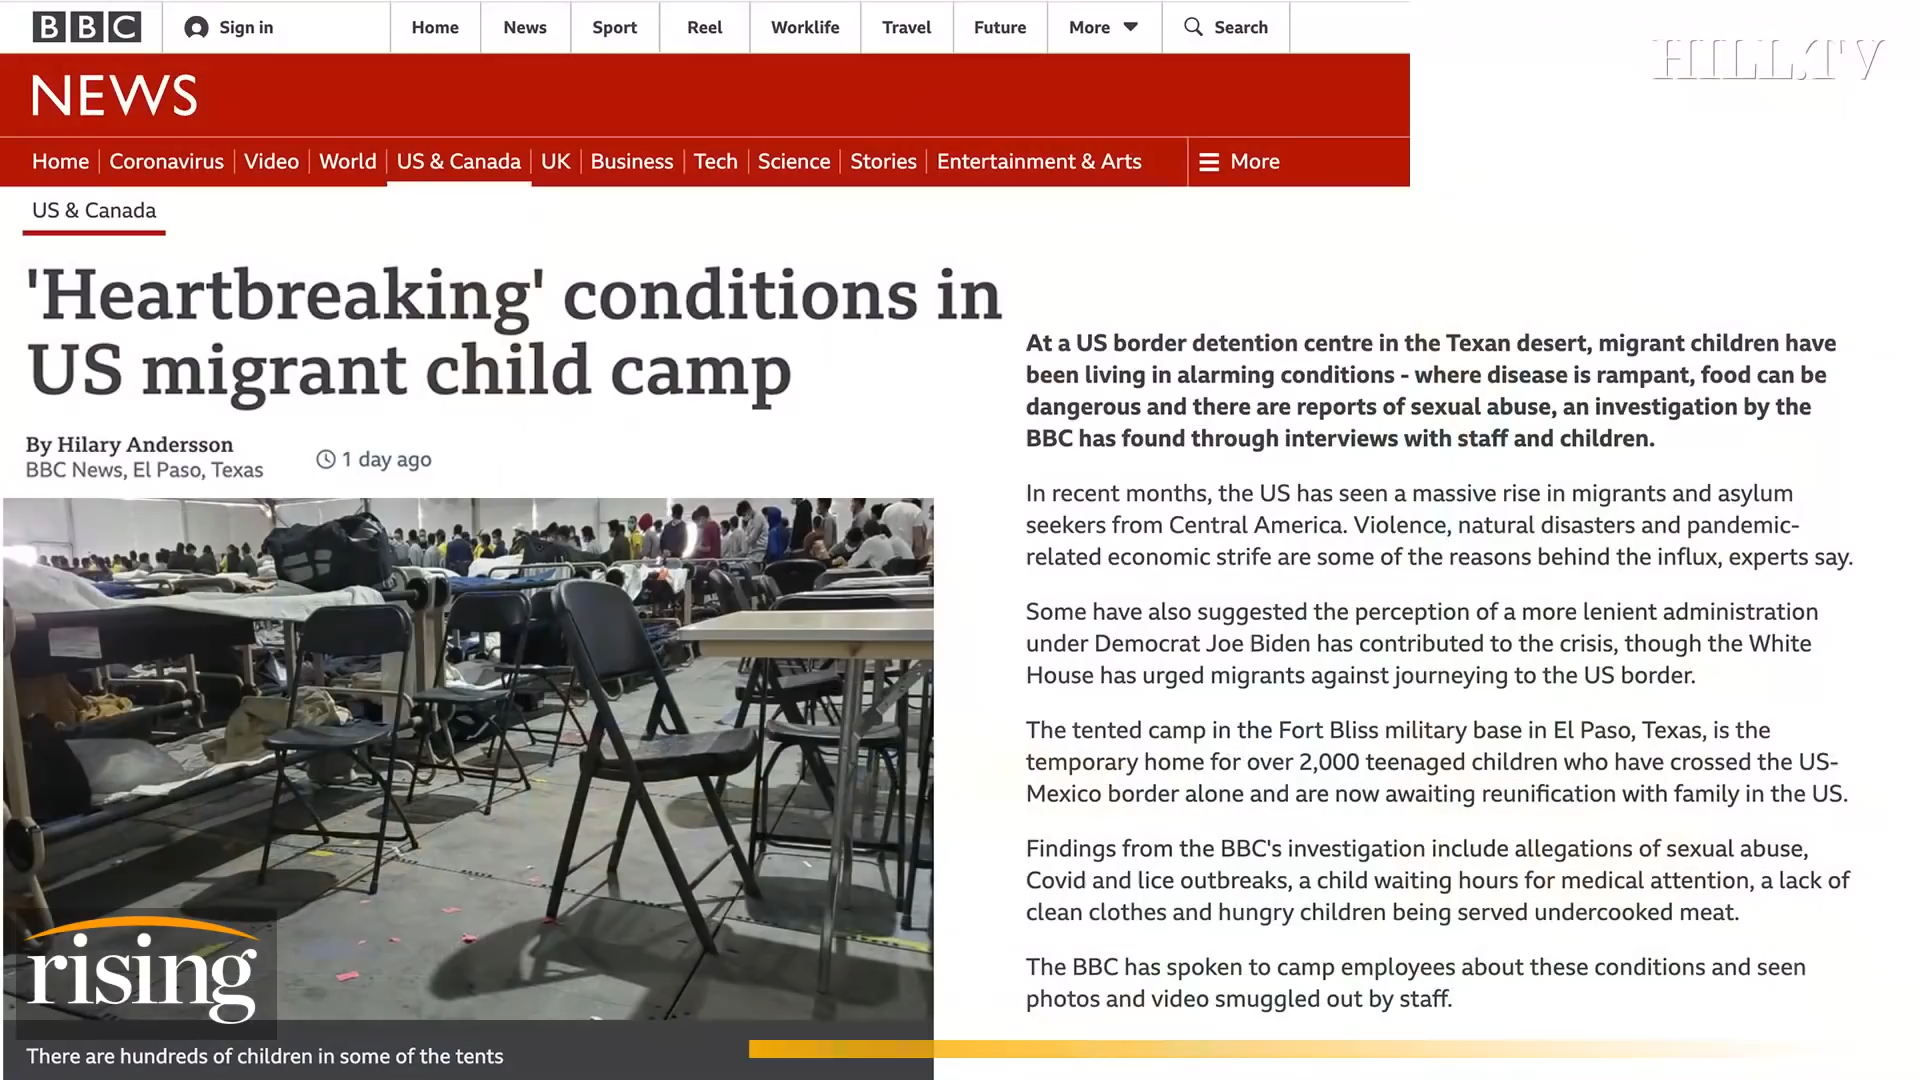 BBC
Sign in
Home
News
Sport
Reel
Worklife
Travel
Future
More
Search
HILL.TV
NEWS
Home
Coronavirus
Video
World
US & Canada
UK
Business
Tech
Science
Stories
Entertainment & Arts
More
US & Canada
'Heartbreaking' conditions in
US migrant child camp
By Hilary Andersson
BBC News, El Paso, Texas
1 day ago
At a US border detention centre in the Texan desert, migrant children have
been living in alarming conditions - where disease is rampant, food can be
dangerous and there are reports of sexual abuse, an investigation by the
BBC has found through interviews with staff and children.
In recent months, the US has seen a massive rise in migrants and asylum
seekers from Central America. Violence, natural disasters and pandemic-
related economic strife are some of the reasons behind the influx, experts say.
Some have also suggested the perception of a more lenient administration
under Democrat Joe Biden has contributed to the crisis, though the White
House has urged migrants against journeying to the US border.
The tented camp in the Fort Bliss military base in El Paso, Texas, is the
temporary home for over 2,000 teenaged children who have crossed the US-
Mexico border alone and are now awaiting reunification with family in the US.
Findings from the BBC's investigation include allegations of sexual abuse,
Covid and lice outbreaks, a child waiting hours for medical attention, a lack of
clean clothes and hungry children being served undercooked meat.
The BBC has spoken to camp employees about these conditions and seen
photos and video smuggled out by staff.
rising
There are hundreds of children in some of the tents